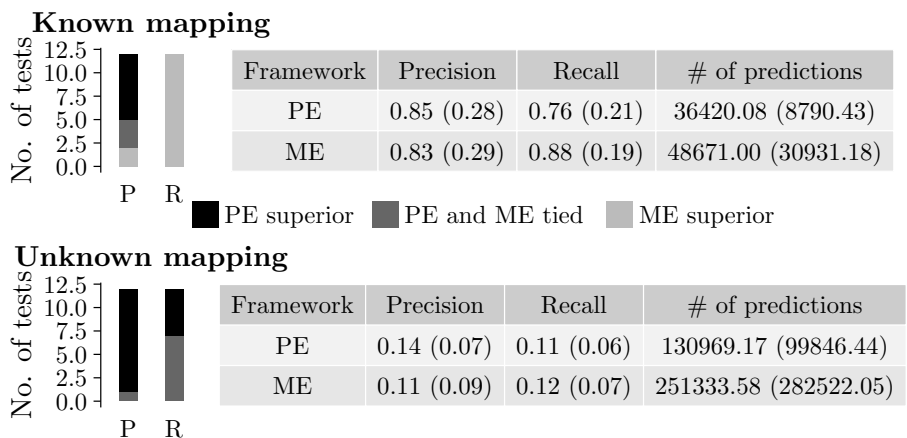 Known mapping
No. of tests
12.5
10.0
7.5
5.0
2.5
0.0
P R
Framework Precision Recall # of predictions
PE 0.85 (0.28) 0.76 (0.21) 36420.08 (8790.43)
ME 0.83 (0.29) 0.88 (0.19) 48671.00 (30931.18)
PE superior PE and ME tied ME superior
Unknown mapping
No. of tests
12.5
10.0
7.5
5.0
2.5
0.0
P R
Framework Precision Recall # of predictions
PE 0.14 (0.07) 0.11 (0.06) 130969.17 (99846.44)
ME 0.11 (0.09) 0.12 (0.07) 251333.58 (282522.05)